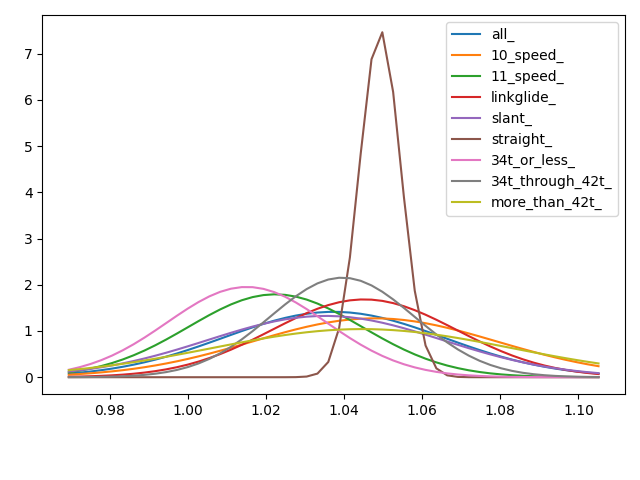 7
6
5
4
3
2
1
0
0.98 1.00 1.02 1.04 1.06 1.08 1.10
all_
10_speed_
11_speed_
linkglide_
slant_
straight_
34t_or_less_
34t_through_42t_
more_than_42t_